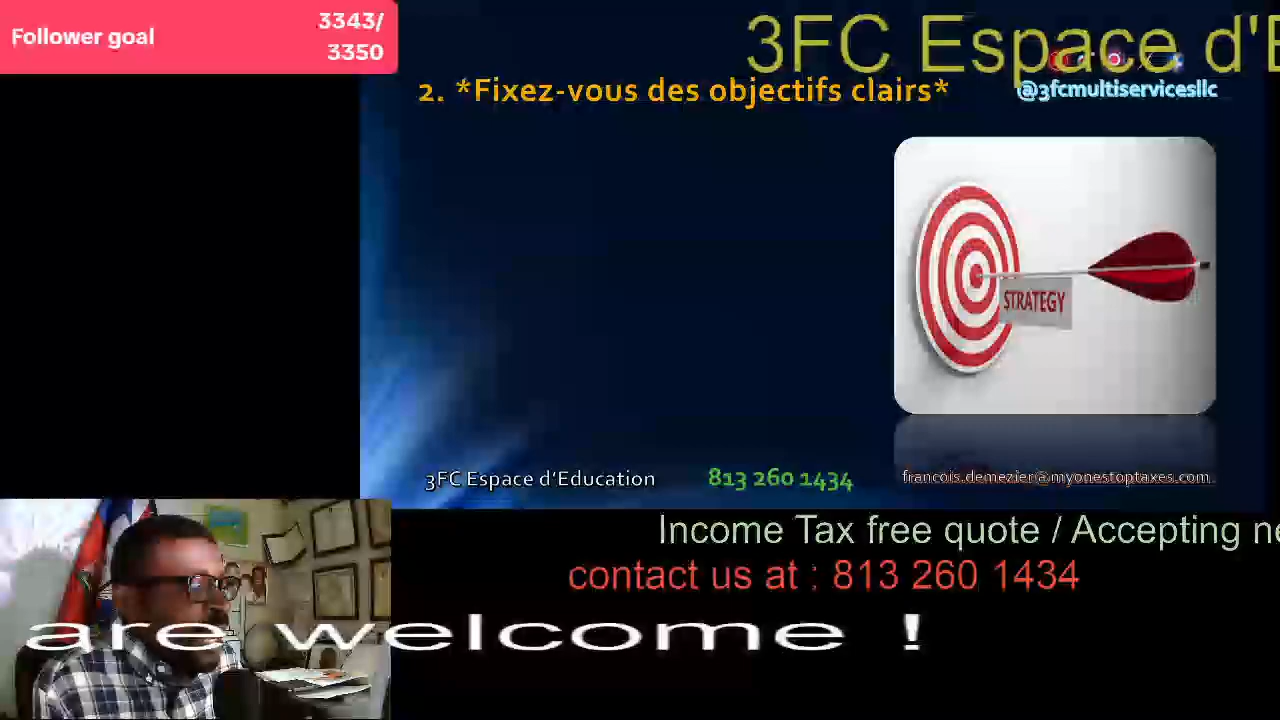 Follower goal
3343/
3350
3FC Espace d'E
2. *Fixez-vous des objectifs clairs*
@3fcmultiservicesllc
STRATEGY
3FC Espace d'Education
813 260 1434
francois.demezier@myonestoptaxes.com
Income Tax free quote / Accepting ne
contact us at : 813 260 1434
are welcome !